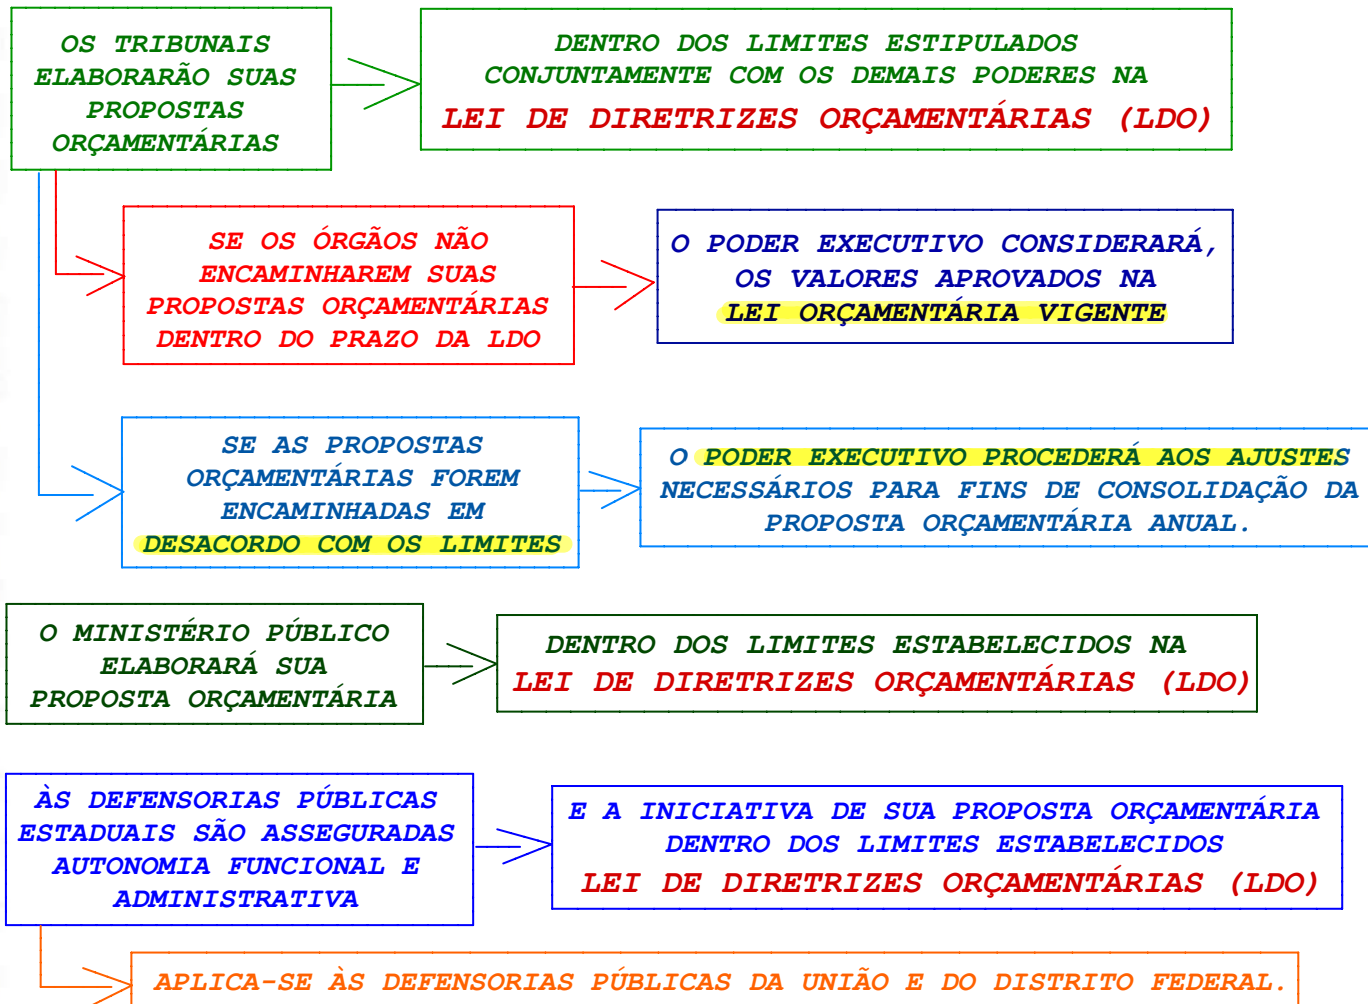 OS TRIBUNAIS
ELABORARÃO SUAS
PROPOSTAS
ORÇAMENTÁRIAS
DENTRO DOS LIMITES ESTIPULADOS
CONJUNTAMENTE COM OS DEMAIS PODERES NA
LEI DE DIRETRIZES ORÇAMENTÁRIAS (LDO)
SE OS ÓRGÃOS NÃO
ENCAMINHAREM SUAS
PROPOSTAS ORÇAMENTÁRIAS
DENTRO DO PRAZO DA LDO
O PODER EXECUTIVO CONSIDERARÁ,
OS VALORES APROVADOS NA
LEI ORÇAMENTÁRIA VIGENTE
SE AS PROPOSTAS
ORÇAMENTÁRIAS FOREM
ENCAMINHADAS EM
DESACORDO COM OS LIMITES
O PODER EXECUTIVO PROCEDERÁ AOS AJUSTES
NECESSÁRIOS PARA FINS DE CONSOLIDAÇÃO DA
PROPOSTA ORÇAMENTÁRIA ANUAL.
O MINISTÉRIO PÚBLICO
ELABORARÁ SUA
PROPOSTA ORÇAMENTÁRIA
DENTRO DOS LIMITES ESTABELECIDOS NA
LEI DE DIRETRIZES ORÇAMENTÁRIAS (LDO)
ÀS DEFENSORIAS PÚBLICAS
ESTADUAIS SÃO ASSEGURADAS
AUTONOMIA FUNCIONAL E
ADMINISTRATIVA
E A INICIATIVA DE SUA PROPOSTA ORÇAMENTÁRIA
DENTRO DOS LIMITES ESTABELECIDOS
LEI DE DIRETRIZES ORÇAMENTÁRIAS (LDO)
APLICA-SE ÀS DEFENSORIAS PÚBLICAS DA UNIÃO E DO DISTRITO FEDERAL.